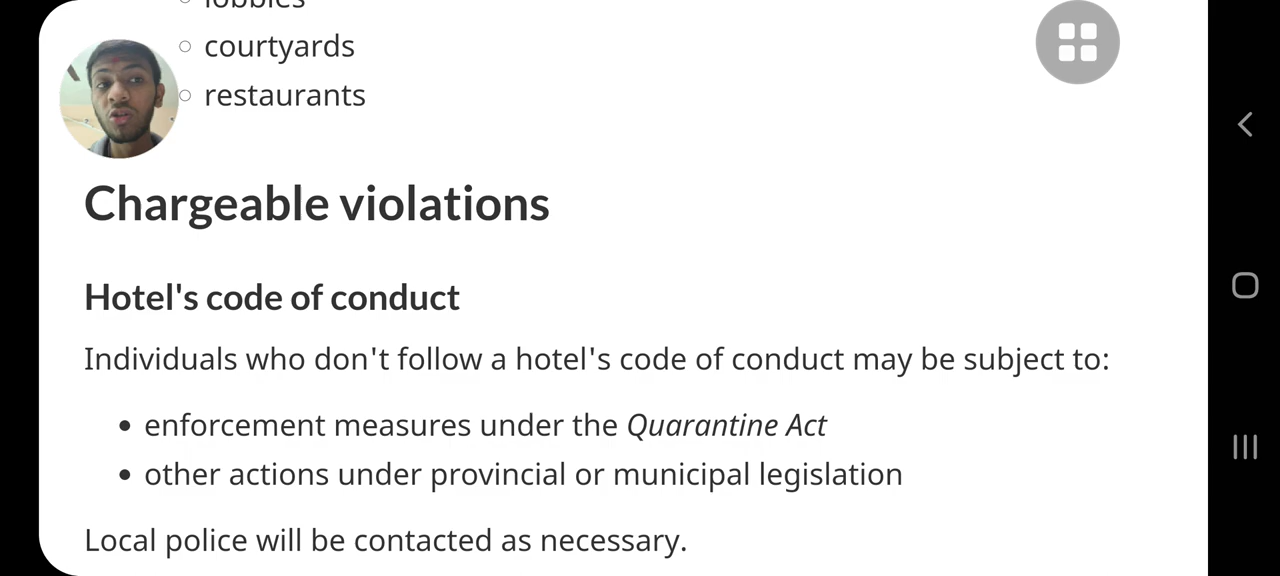 lobbies
courtyards
restaurants
Chargeable violations
Hotel's code of conduct
Individuals who don't follow a hotel's code of conduct may be subject to:
enforcement measures under the Quarantine Act
other actions under provincial or municipal legislation
Local police will be contacted as necessary.